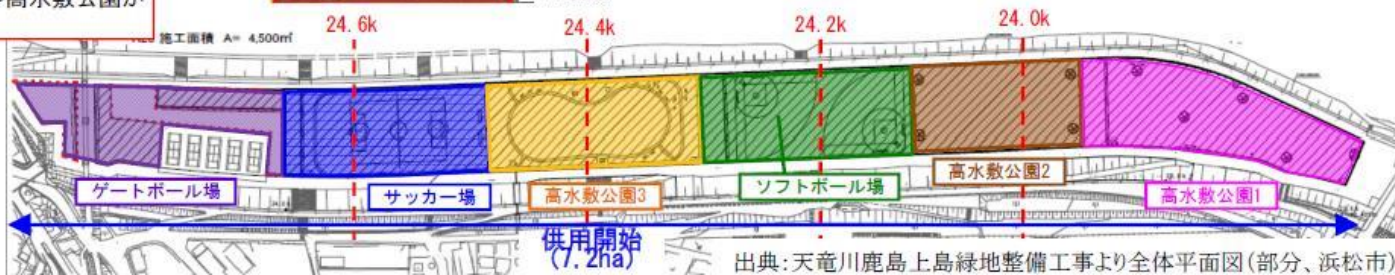 高水敷公園が
施工面積 A= 4,500㎡
24.6k
24.4k
24.2k
24.0k
ゲートボール場
サッカー場
高水敷公園3
ソフトボール場
高水敷公園2
高水敷公園1
供用開始
(7.2ha)
出典:天竜川鹿島上島緑地整備工事より全体平面図(部分、浜松市)